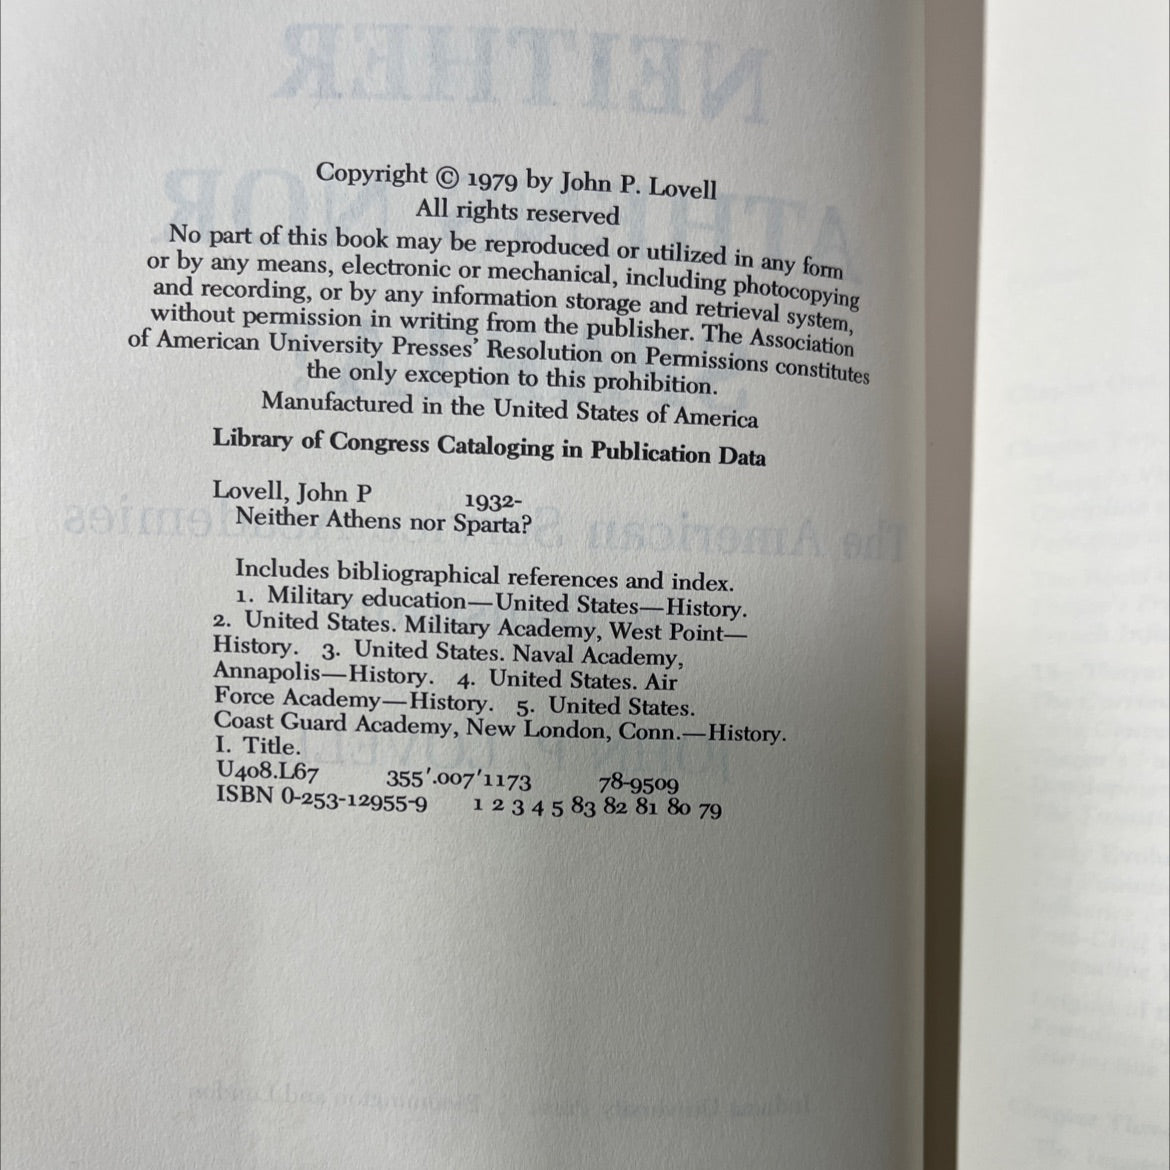 Copyright © 1979 by John P. Lovell
All rights reserved
No part of this book may be reproduced or utilized in any form
or by any means, electronic or mechanical, including photocopying
and recording, or by any information storage and retrieval system,
without permission in writing from the publisher. The Association
of American University Presses' Resolution on Permissions constitutes
the only exception to this prohibition.
Manufactured in the United States of America
Library of Congress Cataloging in Publication Data
Lovell, John P 1932-
Neither Athens nor Sparta?
Includes bibliographical references and index.
1. Military education—United States—History.
2. United States. Military Academy, West Point—
History. 3. United States. Naval Academy,
Annapolis—History. 4. United States. Air
Force Academy—History. 5. United States.
Coast Guard Academy, New London, Conn.—History.
I. Title.
U408.L67 355'.007'1173 78-9509
ISBN 0-253-12955-9 1 2 3 4 5 83 82 81 80 79